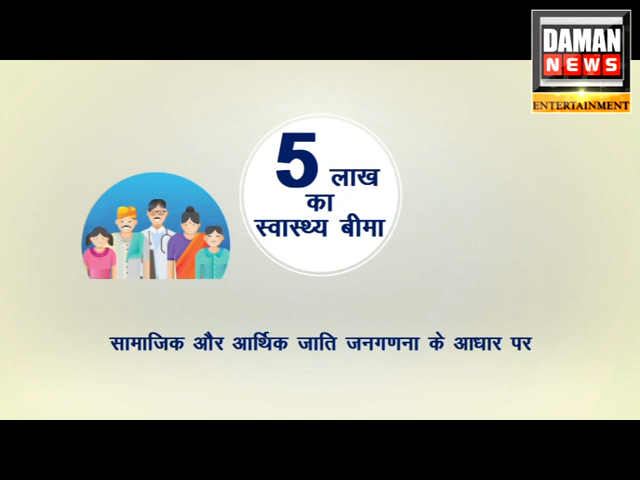 DAMAN
NEWS
ENTERTAINMENT
5 लाख
का
स्वास्थ्य बीमा
सामाजिक और आर्थिक जाति जनगणना के आधार पर